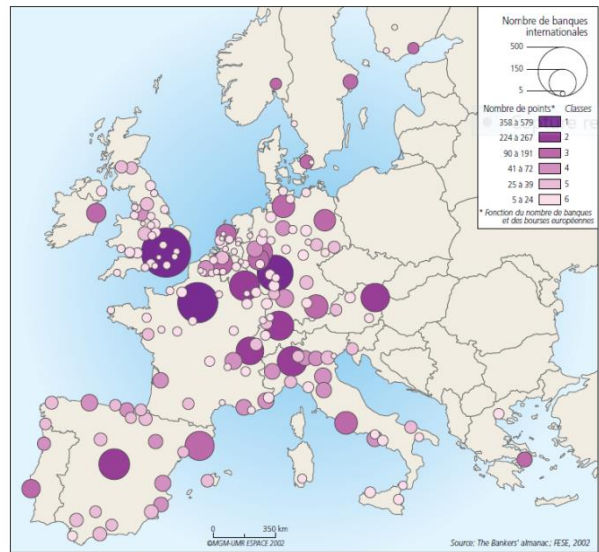 Nombre de banques
internationales
500
150
5
Nombre de points* Classes
358 à 579 1
224 à 267 2
90 à 191 3
41 à 72 4
25 à 39 5
5 à 24 6
* Fonction du nombre de banques
et des bourses européennes
0 350 km
©MGM-UMR ESPACE 2002
Source: The Bankers' almanac; FESE, 2002